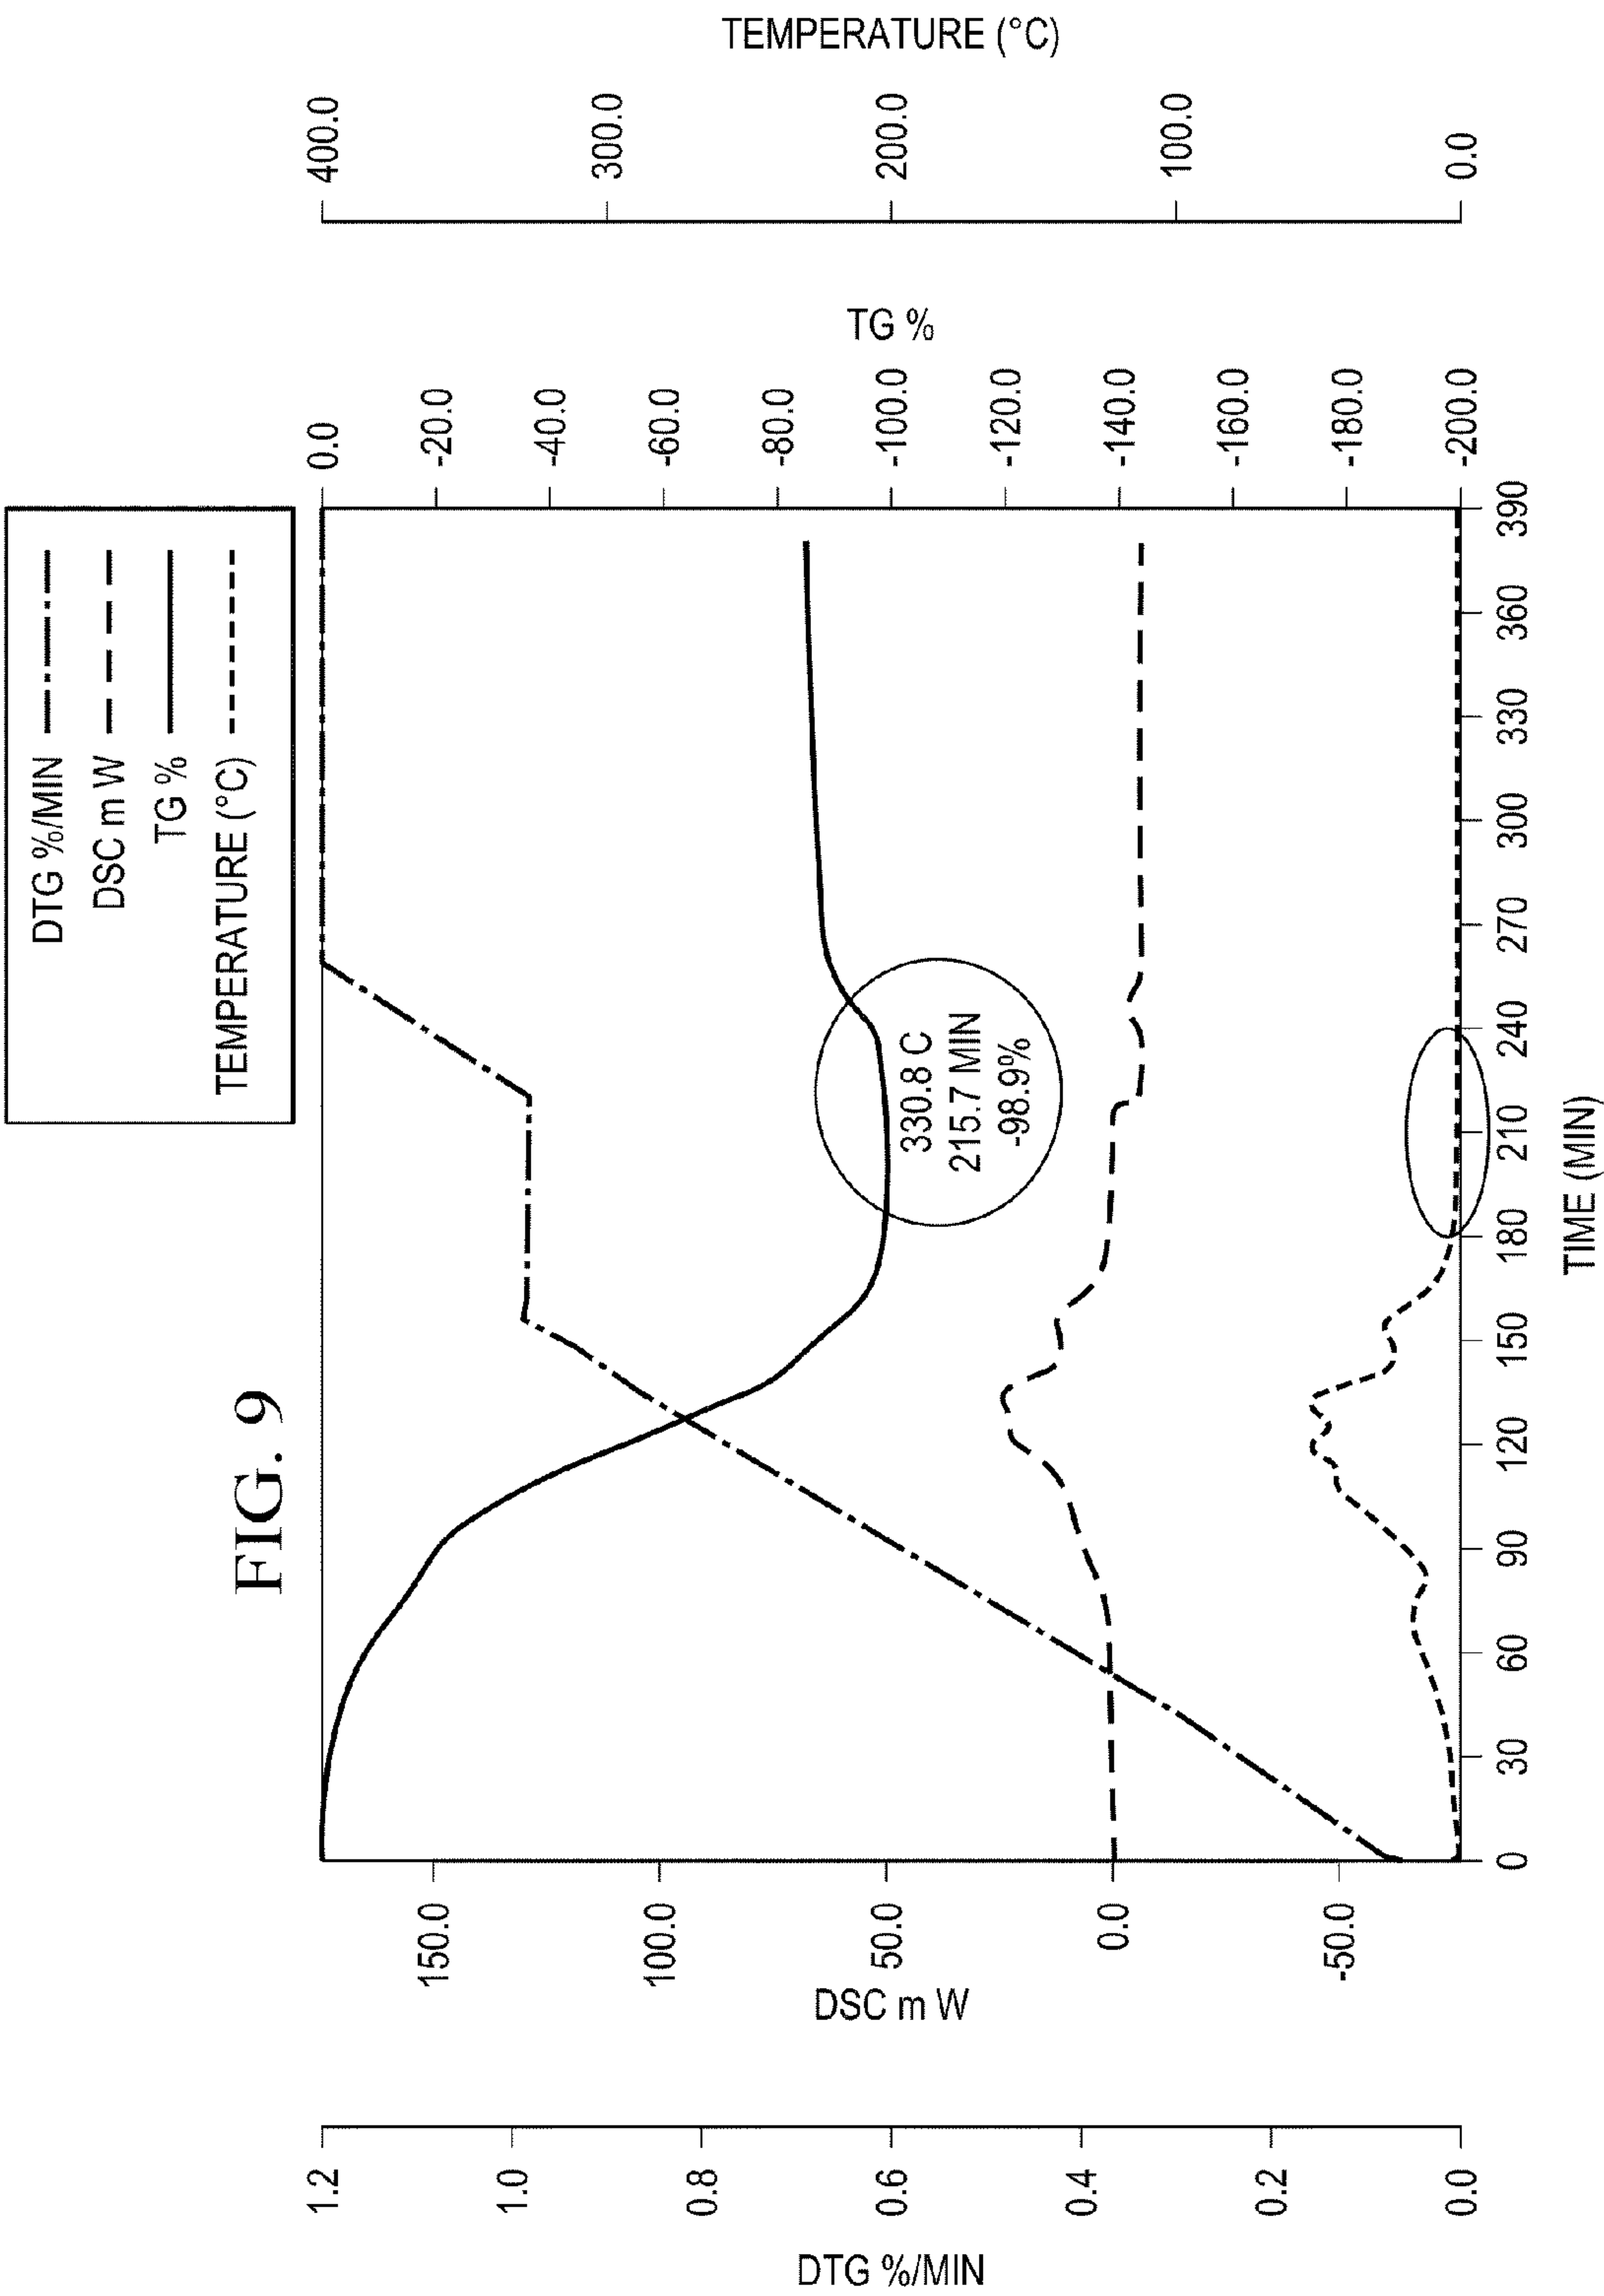 FIG. 9
DTG %/MIN
DSC m W
TG %
TEMPERATURE (°C)
DTG %/MIN
1.2
1.0
0.8
0.6
0.4
0.2
0.0
DSC m W
150.0
100.0
50.0
0.0
-50.0
330.8 C
215.7 MIN
-98.9%
0 30 60 90 120 150 180 210 240 270 300 330 360 390
TIME (MIN)
TG %
0.0
-20.0
-40.0
-60.0
-80.0
-100.0
-120.0
-140.0
-160.0
-180.0
-200.0
TEMPERATURE (°C)
400.0
300.0
200.0
100.0
0.0